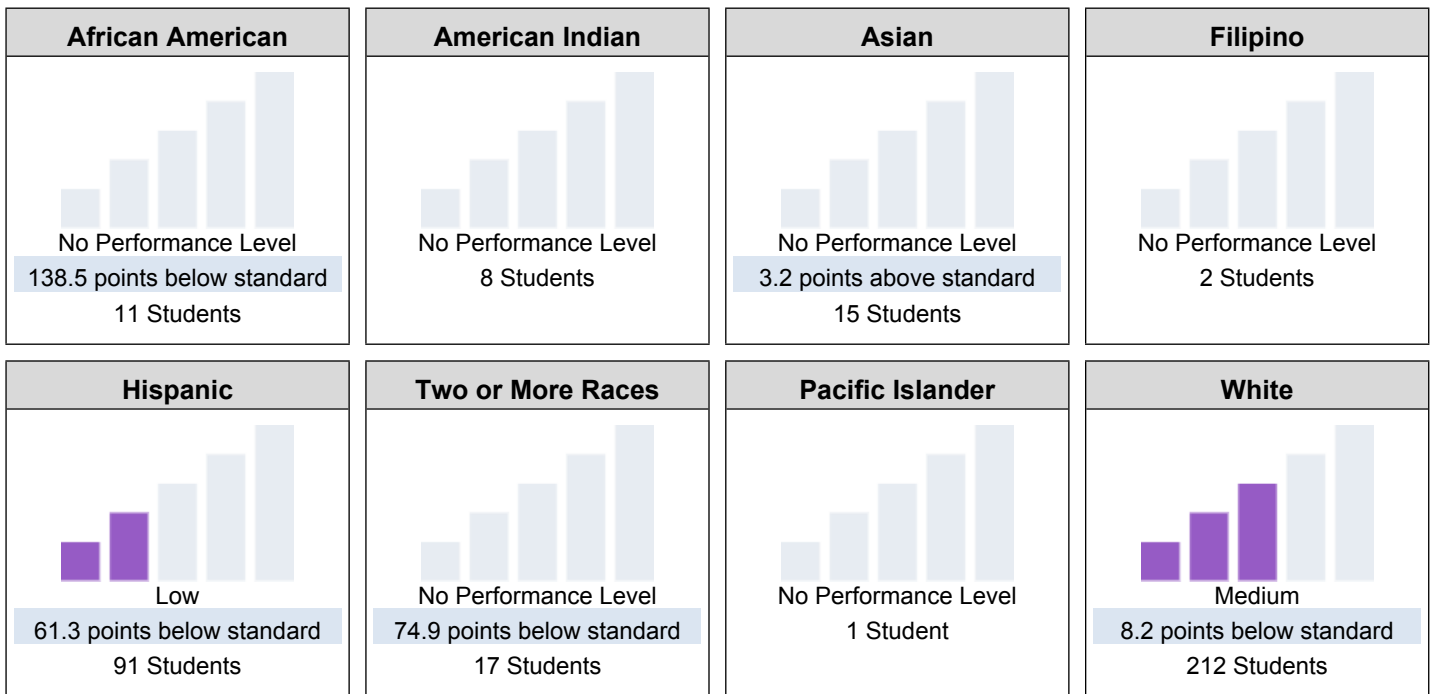 African American
No Performance Level
138.5 points below standard
11 Students
American Indian
No Performance Level
8 Students
Asian
No Performance Level
3.2 points above standard
15 Students
Filipino
No Performance Level
2 Students
Hispanic
Low
61.3 points below standard
91 Students
Two or More Races
No Performance Level
74.9 points below standard
17 Students
Pacific Islander
No Performance Level
1 Student
White
Medium
8.2 points below standard
212 Students